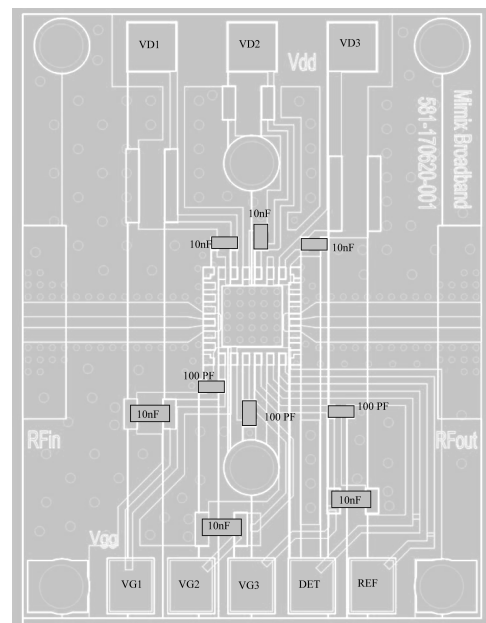 VD1 VD2 VD3
Vdd
Mimix Broadband
581-170620-001
10nF
10nF 10nF
100 PF
10nF 100 PF 100 PF
RFin RFout
10nF
10nF
Vgg
VG1 VG2 VG3 DET REF